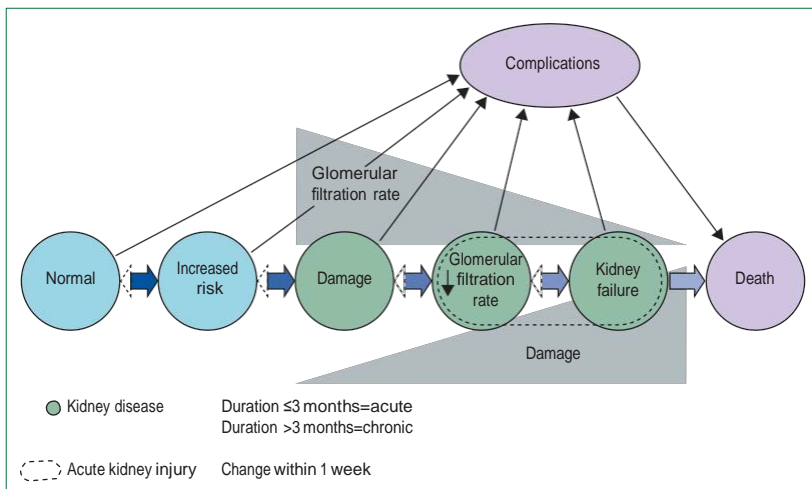 Complications
Glomerular
filtration rate
Normal
Increased
risk
Damage
Glomerular
filtration
rate
Kidney
failure
Death
Damage
Kidney disease
Duration ≤3 months=acute
Duration >3 months=chronic
Acute kidney injury
Change within 1 week